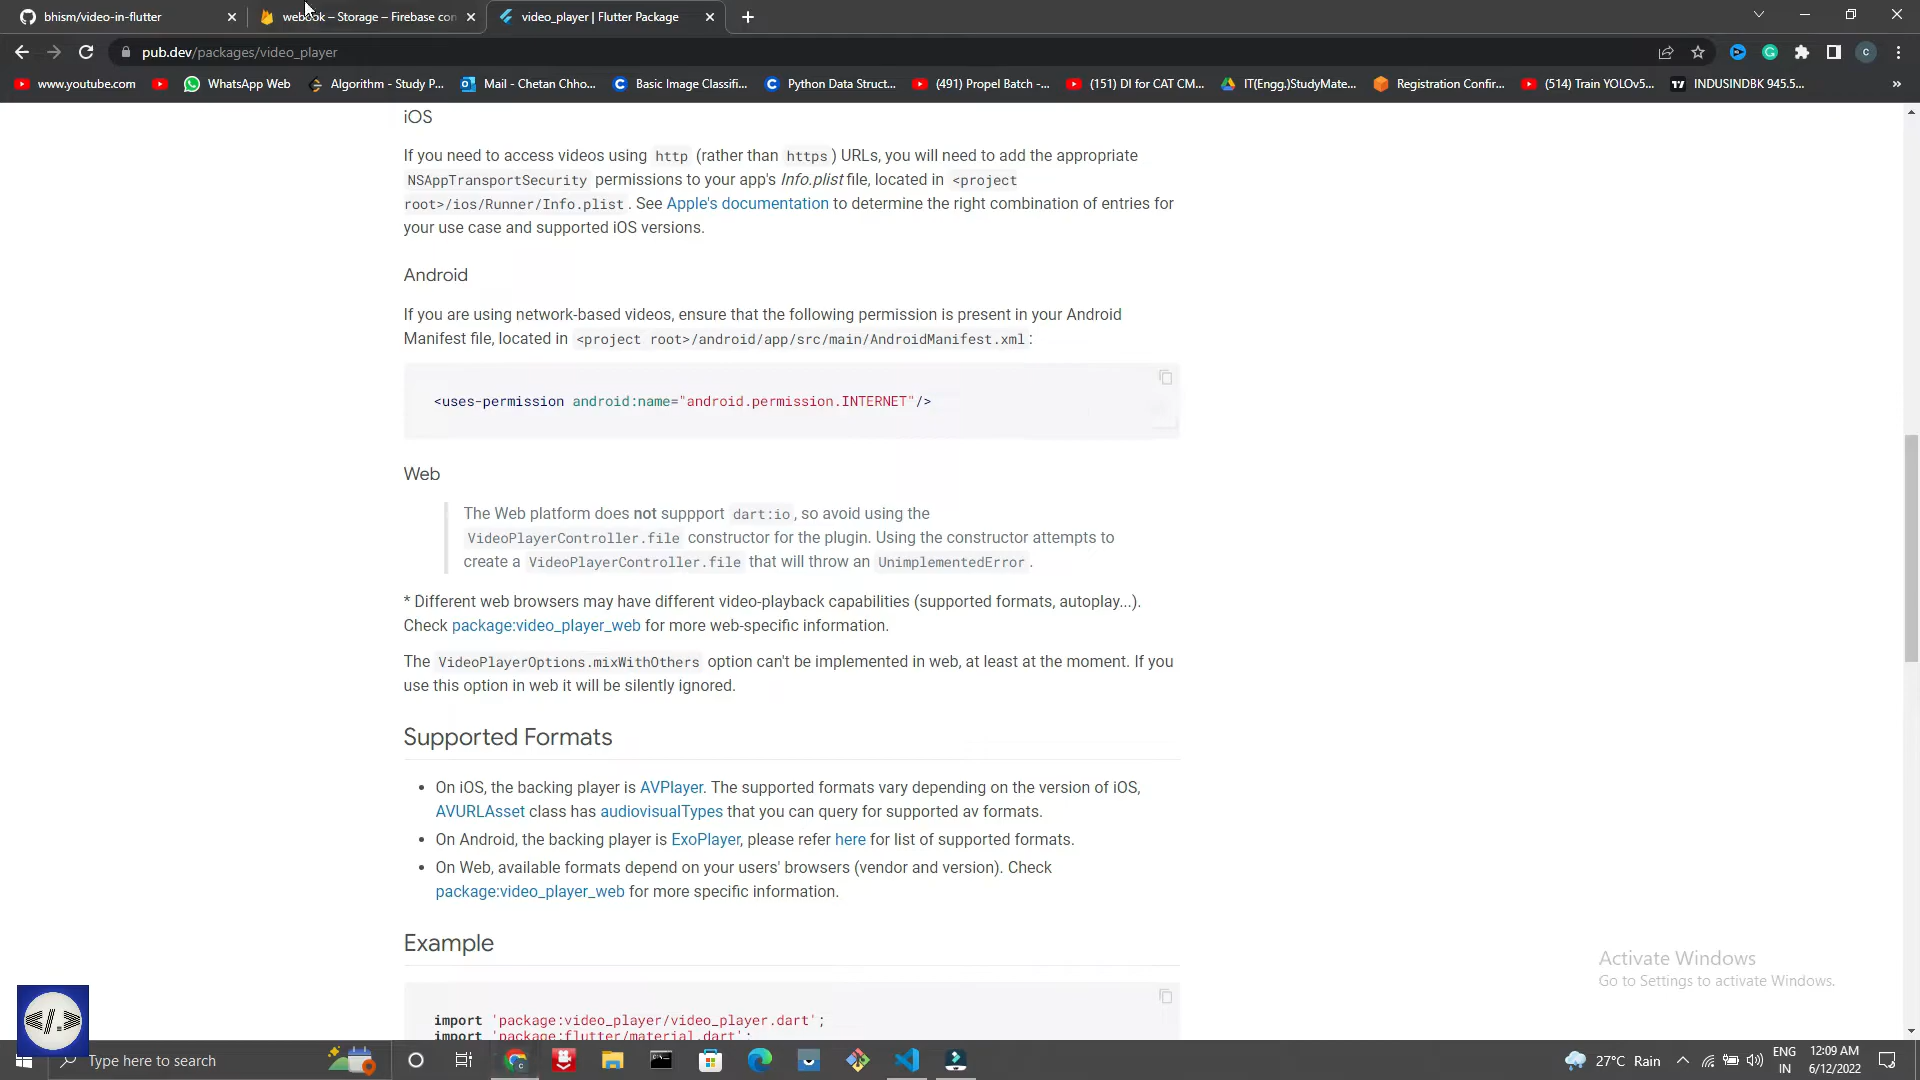 bhism/video-in-flutter
webook – Storage – Firebase con
video_player | Flutter Package
pub.dev/packages/video_player
c
www.youtube.com
WhatsApp Web
Algorithm - Study P...
Mail - Chetan Chho...
Basic Image Classifi...
Python Data Struct...
(491) Propel Batch -...
(151) DI for CAT CM...
IT(Engg.)StudyMate...
Registration Confir...
(514) Train YOLOv5...
INDUSINDBK 945.5...
»
iOS
If you need to access videos using http (rather than https) URLs, you will need to add the appropriate
NSAppTransportSecurity permissions to your app's Info.plist file, located in <project
root>/ios/Runner/Info.plist. See Apple's documentation to determine the right combination of entries for
your use case and supported iOS versions.
Android
If you are using network-based videos, ensure that the following permission is present in your Android
Manifest file, located in <project root>/android/app/src/main/AndroidManifest.xml:
<uses-permission android:name="android.permission.INTERNET"/>
Web
The Web platform does not suppport dart:io, so avoid using the
VideoPlayerController.file constructor for the plugin. Using the constructor attempts to
create a VideoPlayerController.file that will throw an UnimplementedError.
* Different web browsers may have different video-playback capabilities (supported formats, autoplay...).
Check package:video_player_web for more web-specific information.
The VideoPlayerOptions.mixWithOthers option can't be implemented in web, at least at the moment. If you
use this option in web it will be silently ignored.
Supported Formats
• On iOS, the backing player is AVPlayer. The supported formats vary depending on the version of iOS,
AVURLAsset class has audiovisualTypes that you can query for supported av formats.
• On Android, the backing player is ExoPlayer, please refer here for list of supported formats.
• On Web, available formats depend on your users' browsers (vendor and version). Check
package:video_player_web for more specific information.
Example
import 'package:video_player/video_player.dart';
import 'package:flutter/material.dart';
Activate Windows
Go to Settings to activate Windows.
</.>
Type here to search
27°C Rain
ENG
IN
12:09 AM
6/12/2022